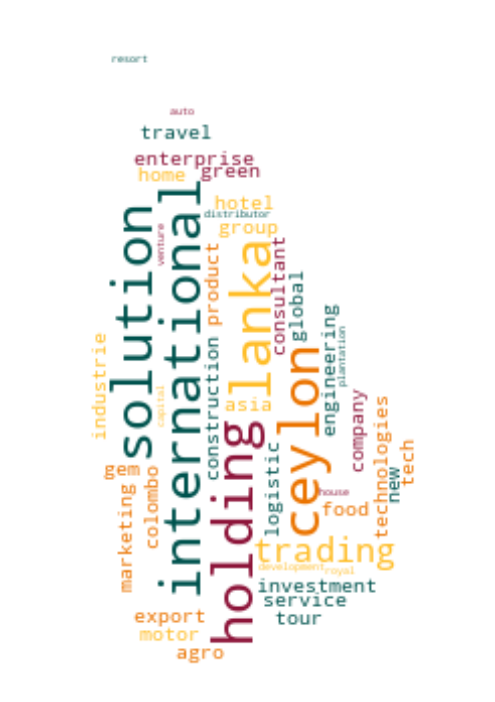 resort
auto
travel
enterprise
home
green
hotel
distributor
group
solution
international
venture
product
lanka
consultant
global
engineering
plantation
industrie
capital
construction
asia
ceylon
company
technologies
tech
new
gem
colombo
marketing
holding
logistic
house
food
trading
development
royal
investment
service
tour
export
motor
agro